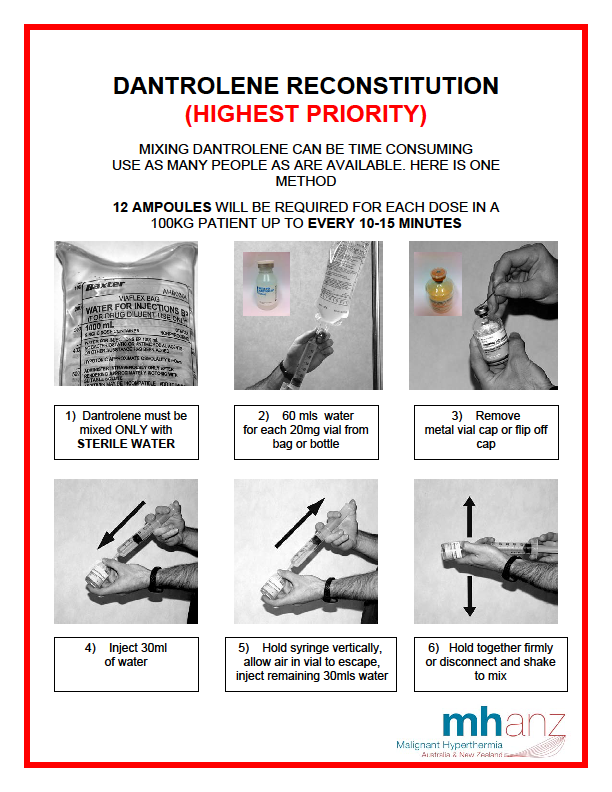 DANTROLENE RECONSTITUTION
(HIGHEST PRIORITY)
MIXING DANTROLENE CAN BE TIME CONSUMING
USE AS MANY PEOPLE AS ARE AVAILABLE. HERE IS ONE
METHOD
12 AMPOULES WILL BE REQUIRED FOR EACH DOSE IN A
100KG PATIENT UP TO EVERY 10-15 MINUTES
Baxter
VIAFLEX BAG
WATER FOR INJECTIONS BP
(FOR DRUG DILUENT USE ONLY)
1000 mL
1) Dantrolene must be
mixed ONLY with
STERILE WATER
2) 60 mls water
for each 20mg vial from
bag or bottle
3) Remove
metal vial cap or flip off
cap
4) Inject 30ml
of water
5) Hold syringe vertically,
allow air in vial to escape,
inject remaining 30mls water
6) Hold together firmly
or disconnect and shake
to mix
mhanz
Malignant Hyperthermia
Australia & New Zealand